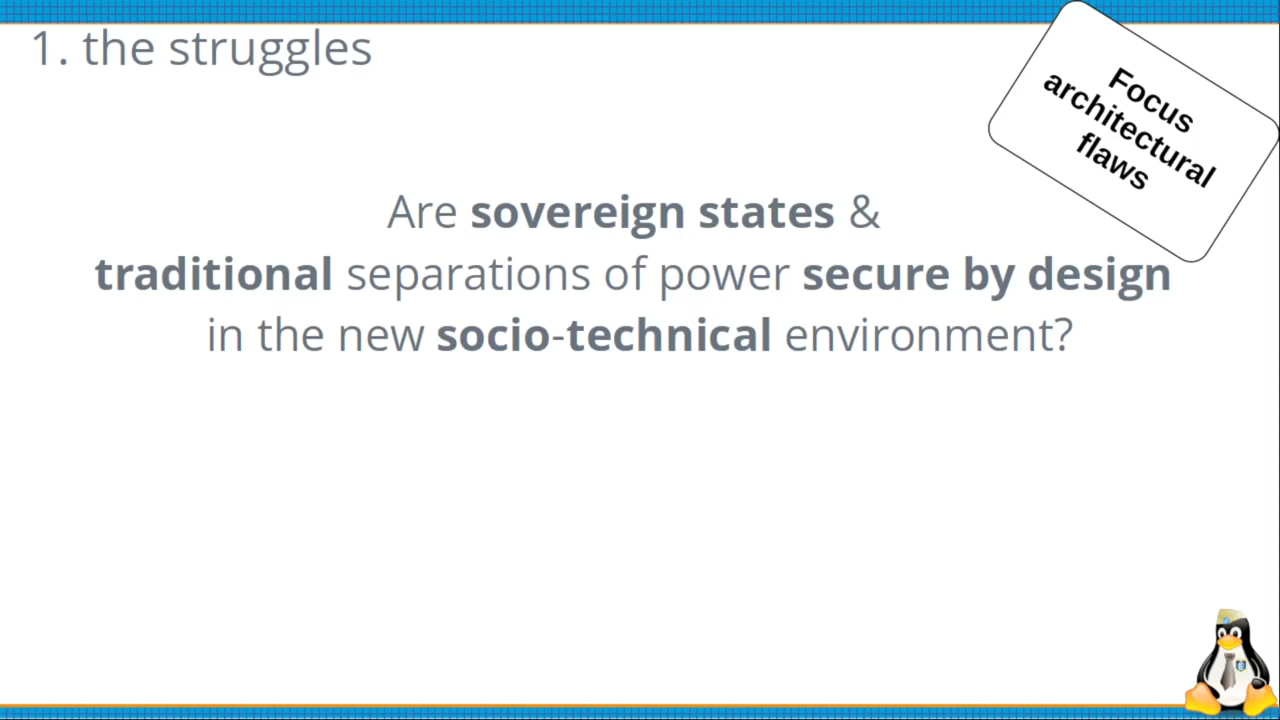 1. the struggles
Focus
architectural
flaws
Are sovereign states &
traditional separations of power secure by design
in the new socio-technical environment?